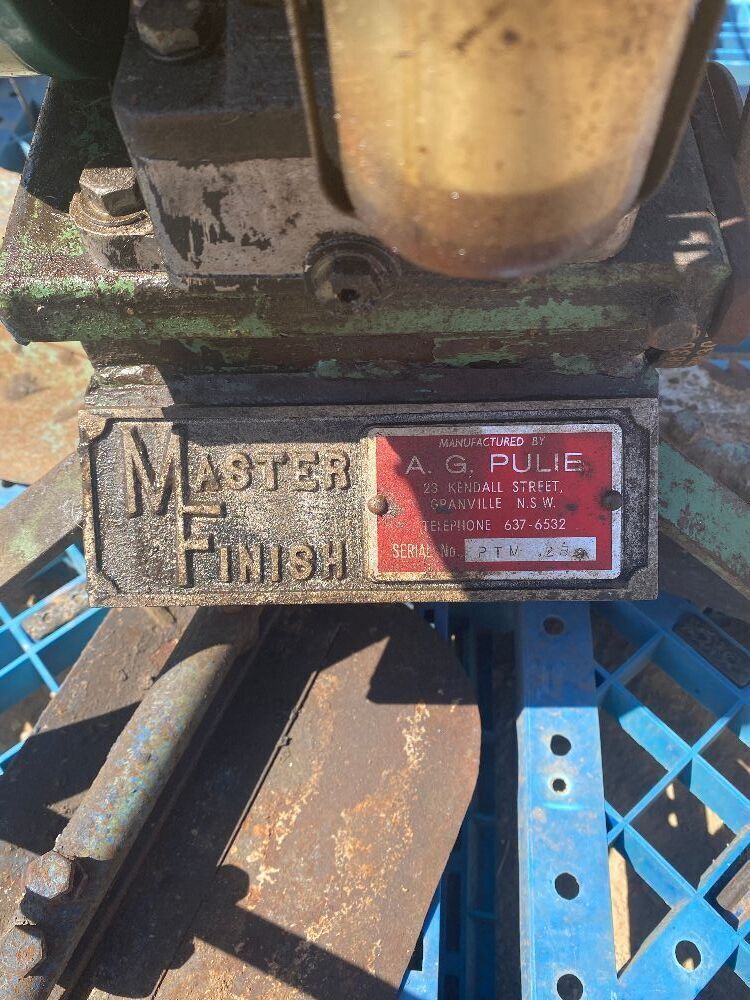 MASTER
FINISH
MANUFACTURED BY
A. G. PULIE
23 KENDALL STREET,
GRANVILLE N.S.W.
TELEPHONE 637-6532
SERIAL No.